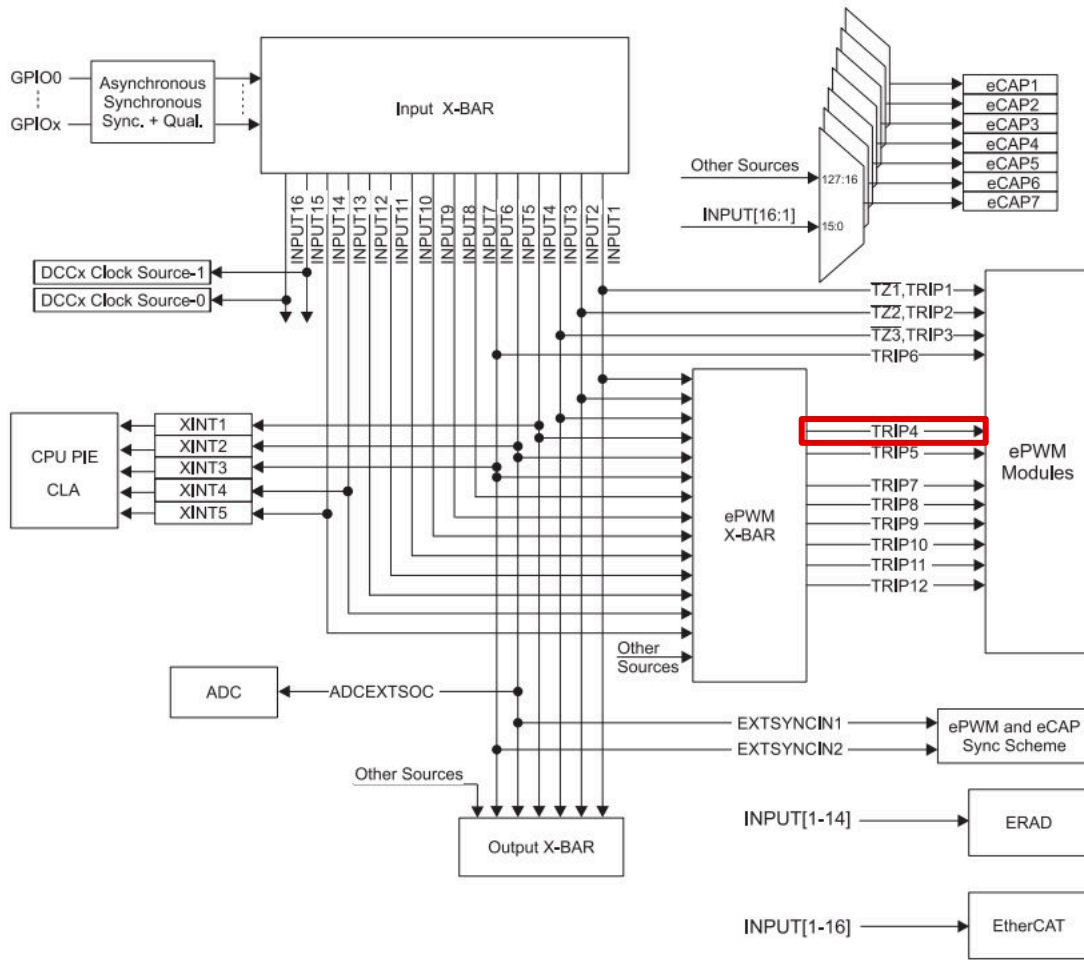 GPIO0
GPIOx
Asynchronous
Synchronous
Sync. + Qual.
Input X-BAR
Other Sources
INPUT[16:1]
127:16
15:0
eCAP1
eCAP2
eCAP3
eCAP4
eCAP5
eCAP6
eCAP7
INPUT16
INPUT15
INPUT14
INPUT13
INPUT12
INPUT11
INPUT10
INPUT9
INPUT8
INPUT7
INPUT6
INPUT5
INPUT4
INPUT3
INPUT2
INPUT1
DCCx Clock Source-1
DCCx Clock Source-0
TZ1,TRIP1
TZ2,TRIP2
TZ3,TRIP3
TRIP6
CPU PIE
CLA
XINT1
XINT2
XINT3
XINT4
XINT5
ePWM
X-BAR
TRIP4
TRIP5
TRIP7
TRIP8
TRIP9
TRIP10
TRIP11
TRIP12
ePWM
Modules
Other
Sources
ADC
ADCEXTSOC
EXTSYNCIN1
EXTSYNCIN2
ePWM and eCAP
Sync Scheme
Other Sources
Output X-BAR
INPUT[1-14]
ERAD
INPUT[1-16]
EtherCAT